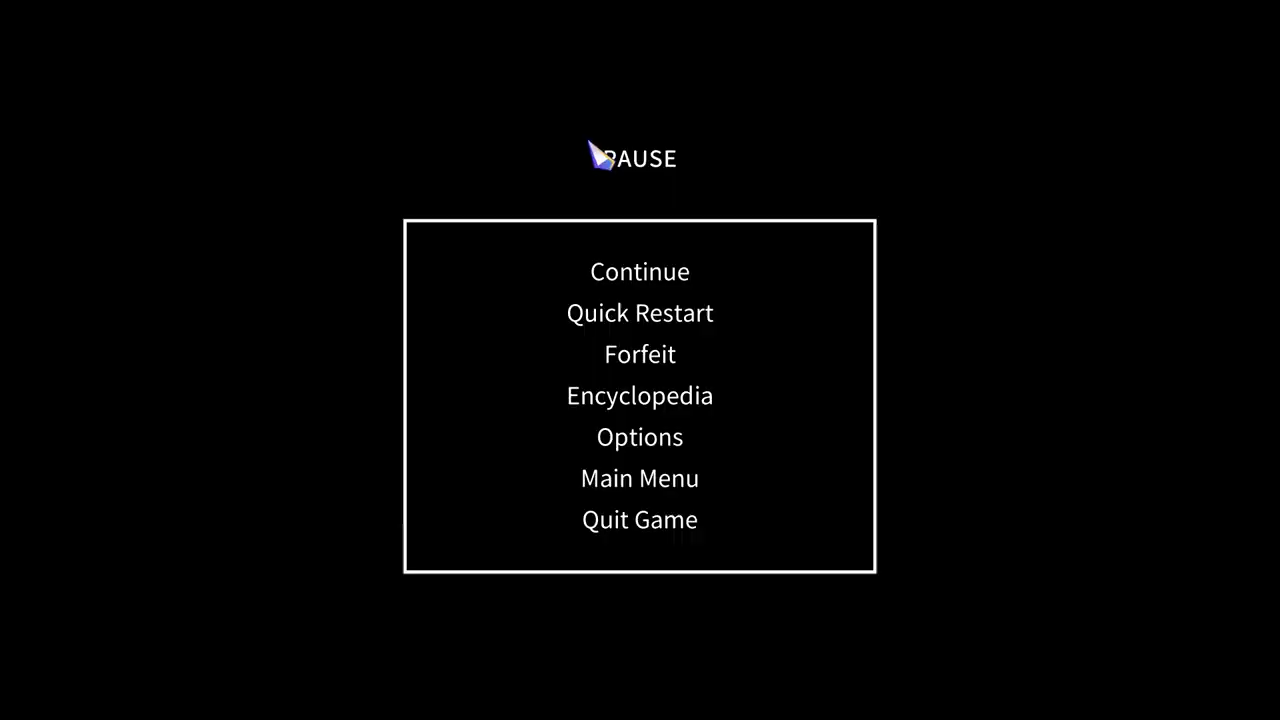 PAUSE
Continue
Quick Restart
Forfeit
Encyclopedia
Options
Main Menu
Quit Game